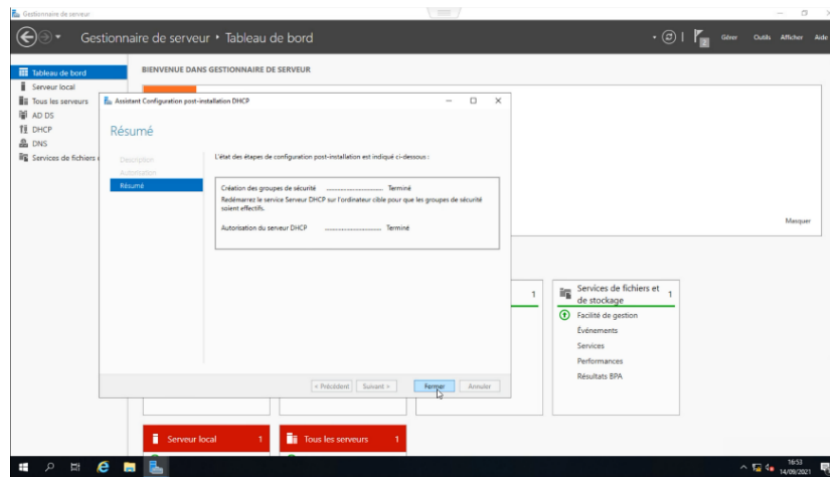 Gestionnaire de serveur
Gestionnaire de serveur • Tableau de bord
Gérer Outils Afficher Aide
2
Tableau de bord
Serveur local
Tous les serveurs
AD DS
DHCP
DNS
Services de fichiers
BIENVENUE DANS GESTIONNAIRE DE SERVEUR
Assistant Configuration post-installation DHCP
Résumé
Description
Autorisation
Résumé
L'état des étapes de configuration post-installation est indiqué ci-dessous :
Création des groupes de sécurité ........................ Terminé
Redémarrez le service Serveur DHCP sur l'ordinateur cible pour que les groupes de sécurité
soient effectifs.
Autorisation du serveur DHCP ........................ Terminé
< Précédent Suivant > Fermer Annuler
Masquer
1
Services de fichiers et
de stockage 1
Facilité de gestion
Événements
Services
Performances
Résultats BPA
Serveur local 1
Tous les serveurs 1
16:53
14/09/2021